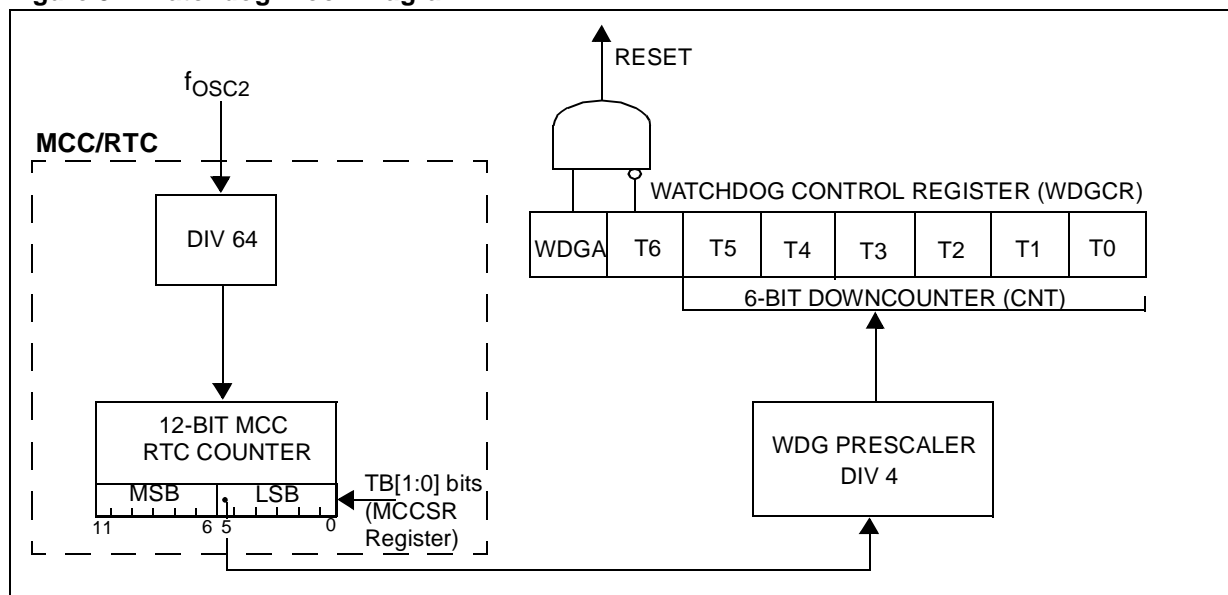 RESET
fOSC2
MCC/RTC
DIV 64
12-BIT MCC
RTC COUNTER
MSB LSB
11 6 5 0
TB[1:0] bits
(MCCSR
Register)
WATCHDOG CONTROL REGISTER (WDGCR)
WDGA T6 T5 T4 T3 T2 T1 T0
6-BIT DOWNCOUNTER (CNT)
WDG PRESCALER
DIV 4